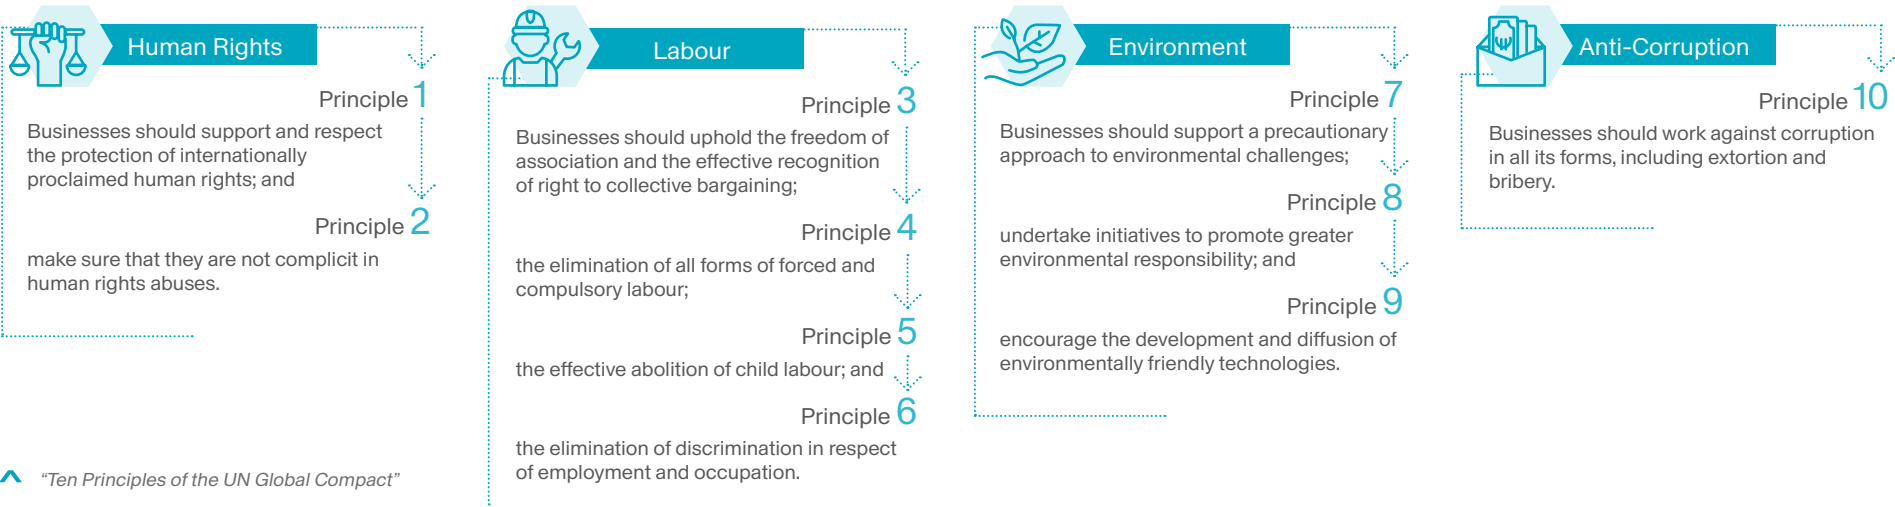 Human Rights
Principle 1
Businesses should support and respect
the protection of internationally
proclaimed human rights; and
Principle 2
make sure that they are not complicit in
human rights abuses.
Labour
Principle 3
Businesses should uphold the freedom of
association and the effective recognition
of right to collective bargaining;
Principle 4
the elimination of all forms of forced and
compulsory labour;
Principle 5
the effective abolition of child labour; and
Principle 6
the elimination of discrimination in respect
of employment and occupation.
Environment
Principle 7
Businesses should support a precautionary
approach to environmental challenges;
Principle 8
undertake initiatives to promote greater
environmental responsibility; and
Principle 9
encourage the development and diffusion of
environmentally friendly technologies.
Anti-Corruption
Principle 10
Businesses should work against corruption
in all its forms, including extortion and
bribery.
“Ten Principles of the UN Global Compact”